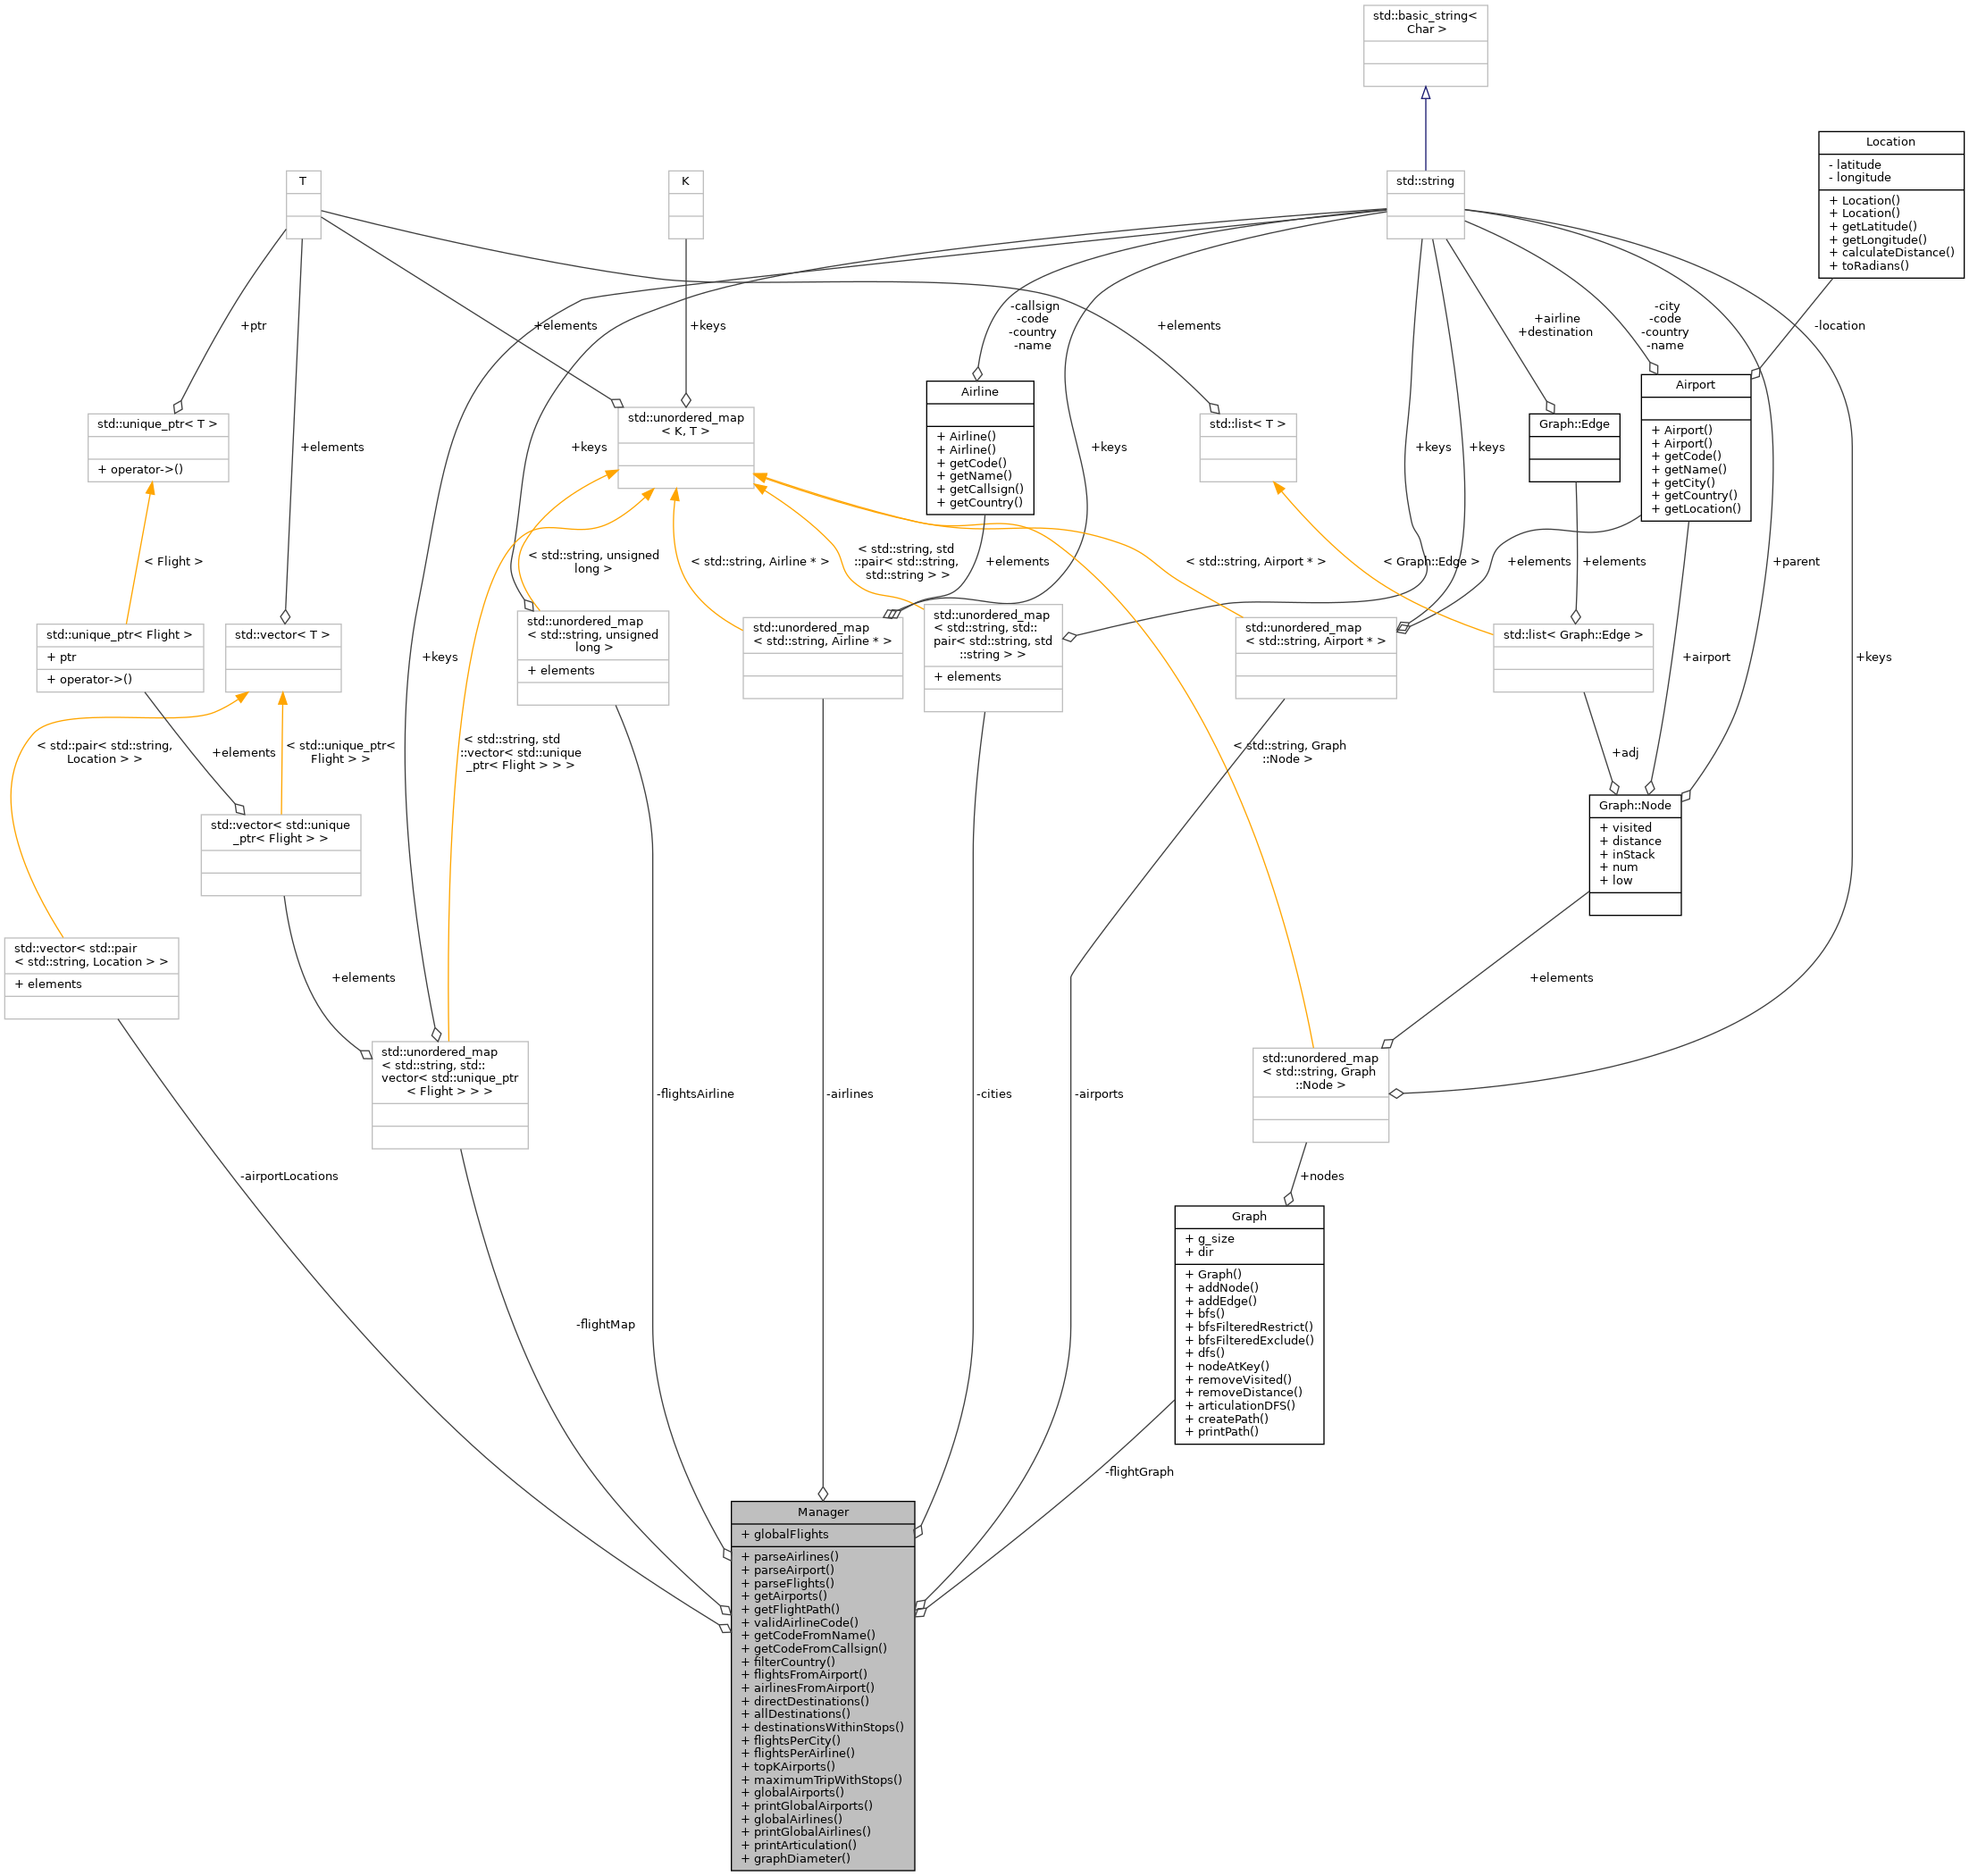 std::basic_string<
Char >
Location
- latitude
- longitude
+ Location()
+ Location()
+ getLatitude()
+ getLongitude()
+ calculateDistance()
+ toRadians()
T
K
std::string
+ptr
+elements
+keys
-callsign
-code
-country
-name
+elements
+airline
+destination
-city
-code
-country
-name
-location
std::unique_ptr< T >
+ operator->()
+elements
+keys
std::unordered_map
< K, T >
Airline
+ Airline()
+ Airline()
+ getCode()
+ getName()
+ getCallsign()
+ getCountry()
+keys
std::list< T >
+keys
+keys
Graph::Edge
Airport
+ Airport()
+ Airport()
+ getCode()
+ getName()
+ getCity()
+ getCountry()
+ getLocation()
< Flight >
< std::string, unsigned
long >
< std::string, Airline * >
< std::string, std
::pair< std::string,
std::string > >
+elements
< std::string, Airport * >
< Graph::Edge >
+elements
+elements
+parent
std::unique_ptr< Flight >
+ ptr
+ operator->()
std::vector< T >
+keys
std::unordered_map
< std::string, unsigned
long >
+ elements
std::unordered_map
< std::string, Airline * >
std::unordered_map
< std::string, std::
pair< std::string, std
::string > >
+ elements
std::unordered_map
< std::string, Airport * >
std::list< Graph::Edge >
+airport
+keys
< std::pair< std::string,
Location > >
+elements
< std::unique_ptr<
Flight > >
< std::string, std
::vector< std::unique
_ptr< Flight > > >
< std::string, Graph
::Node >
+adj
std::vector< std::unique
_ptr< Flight > >
Graph::Node
+ visited
+ distance
+ inStack
+ num
+ low
std::vector< std::pair
< std::string, Location > >
+ elements
+elements
+elements
std::unordered_map
< std::string, std::
vector< std::unique_ptr
< Flight > > >
-flightsAirline
-airlines
-cities
-airports
std::unordered_map
< std::string, Graph
::Node >
-airportLocations
+nodes
-flightMap
Graph
+ g_size
+ dir
+ Graph()
+ addNode()
+ addEdge()
+ bfs()
+ bfsFilteredRestrict()
+ bfsFilteredExclude()
+ dfs()
+ nodeAtKey()
+ removeVisited()
+ removeDistance()
+ articulationDFS()
+ createPath()
+ printPath()
-flightGraph
Manager
+ globalFlights
+ parseAirlines()
+ parseAirport()
+ parseFlights()
+ getAirports()
+ getFlightPath()
+ validAirlineCode()
+ getCodeFromName()
+ getCodeFromCallsign()
+ filterCountry()
+ flightsFromAirport()
+ airlinesFromAirport()
+ directDestinations()
+ allDestinations()
+ destinationsWithinStops()
+ flightsPerCity()
+ flightsPerAirline()
+ topKAirports()
+ maximumTripWithStops()
+ globalAirports()
+ printGlobalAirports()
+ globalAirlines()
+ printGlobalAirlines()
+ printArticulation()
+ graphDiameter()